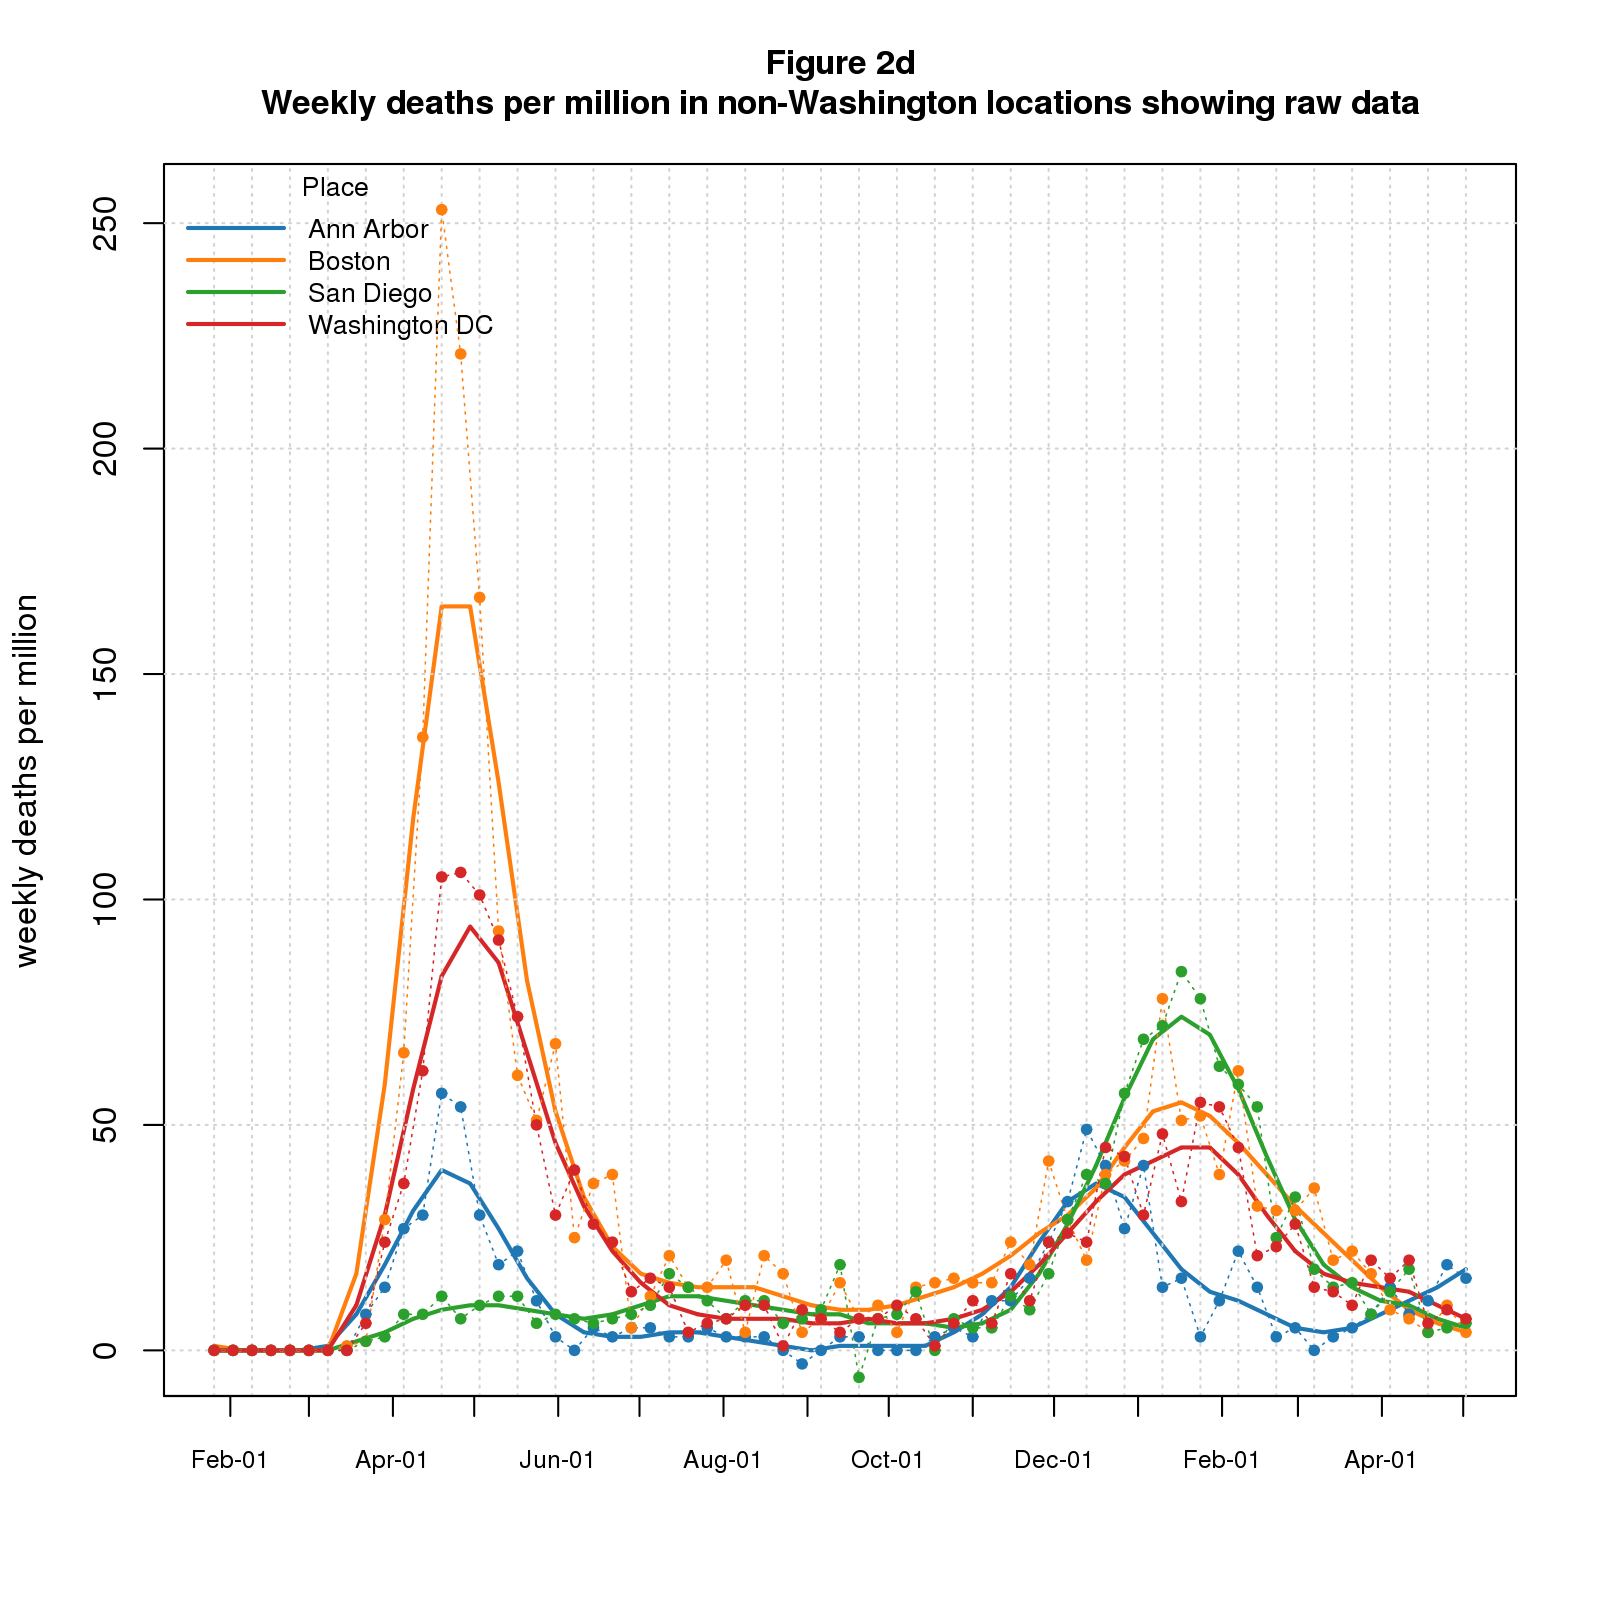 Figure 2d
Weekly deaths per million in non-Washington locations showing raw data
weekly deaths per million
250
200
150
100
50
0
Place
Ann Arbor
Boston
San Diego
Washington DC
Feb-01 Apr-01 Jun-01 Aug-01 Oct-01 Dec-01 Feb-01 Apr-01